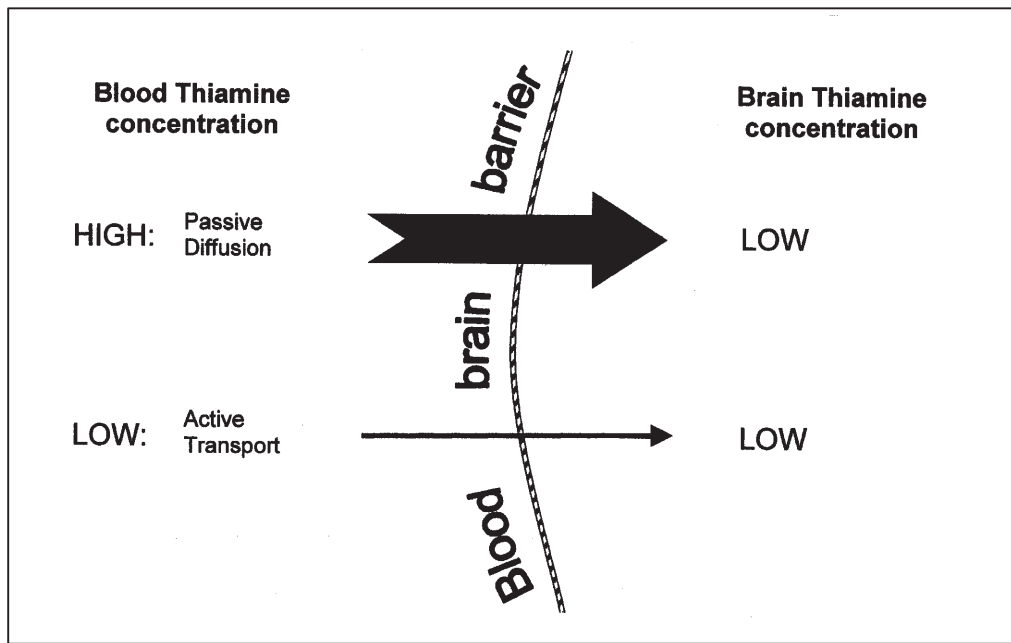 Blood Thiamine
concentration
Brain Thiamine
concentration
HIGH:
Passive
Diffusion
LOW
LOW:
Active
Transport
LOW
Blood
brain
barrier